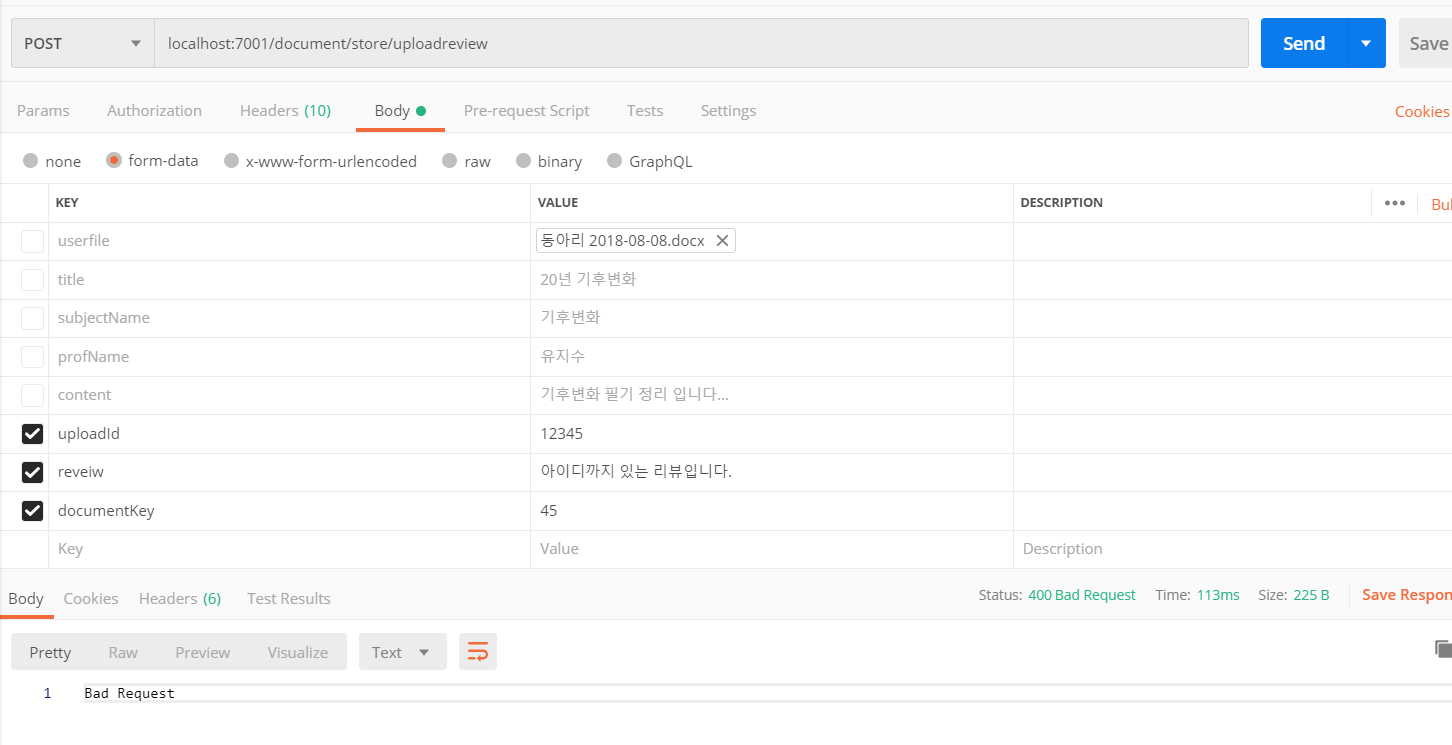 POST localhost:7001/document/store/uploadreview Send Save
Params Authorization Headers (10) Body Pre-request Script Tests Settings Cookies
none form-data x-www-form-urlencoded raw binary GraphQL
KEY VALUE DESCRIPTION ••• Bul
userfile 동아리 2018-08-08.docx
title 20년 기후변화
subjectName 기후변화
profName 유지수
content 기후변화 필기 정리 입니다...
uploadId 12345
reveiw 아이디까지 있는 리뷰입니다.
documentKey 45
Key Value Description
Body Cookies Headers (6) Test Results Status: 400 Bad Request Time: 113ms Size: 225 B Save Respon
Pretty Raw Preview Visualize Text
1 Bad Request